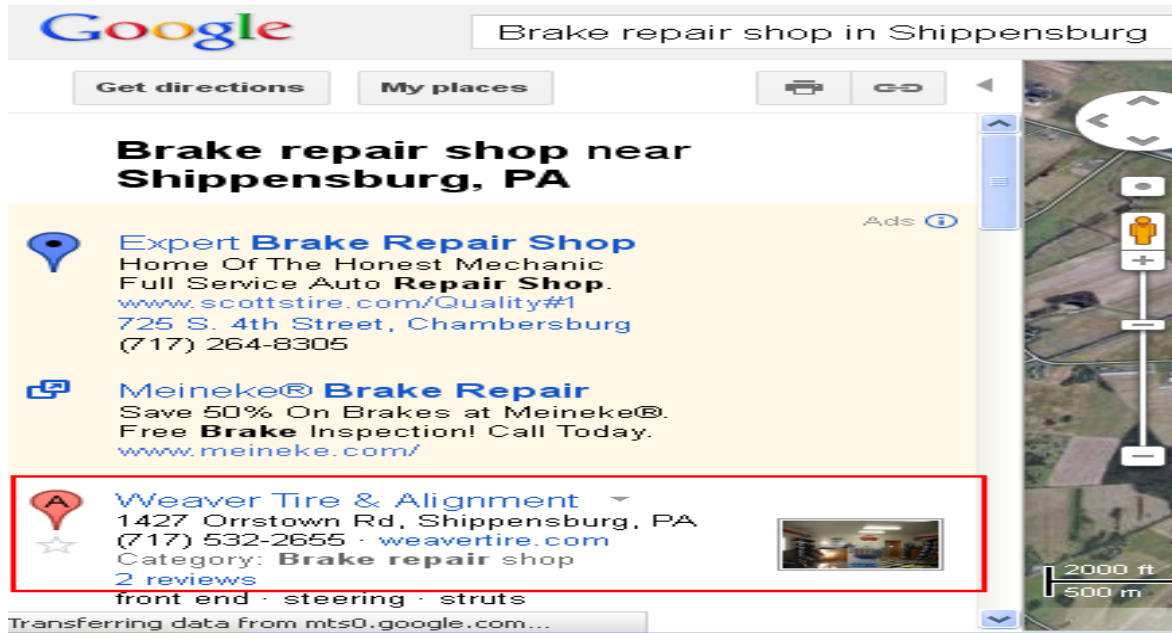 Google
Brake repair shop in Shippensburg
Get directions
My places
Brake repair shop near
Shippensburg, PA
Ads
Expert Brake Repair Shop
Home Of The Honest Mechanic
Full Service Auto Repair Shop.
www.scottstire.com/Quality#1
725 S. 4th Street, Chambersburg
(717) 264-8305
Meineke® Brake Repair
Save 50% On Brakes at Meineke®.
Free Brake Inspection! Call Today.
www.meineke.com/
A
Weaver Tire & Alignment
1427 Orrstown Rd, Shippensburg, PA
(717) 532-2655 · weavertire.com
Category: Brake repair shop
2 reviews
front end · steering · struts
Transferring data from mts0.google.com...
2000 ft
500 m